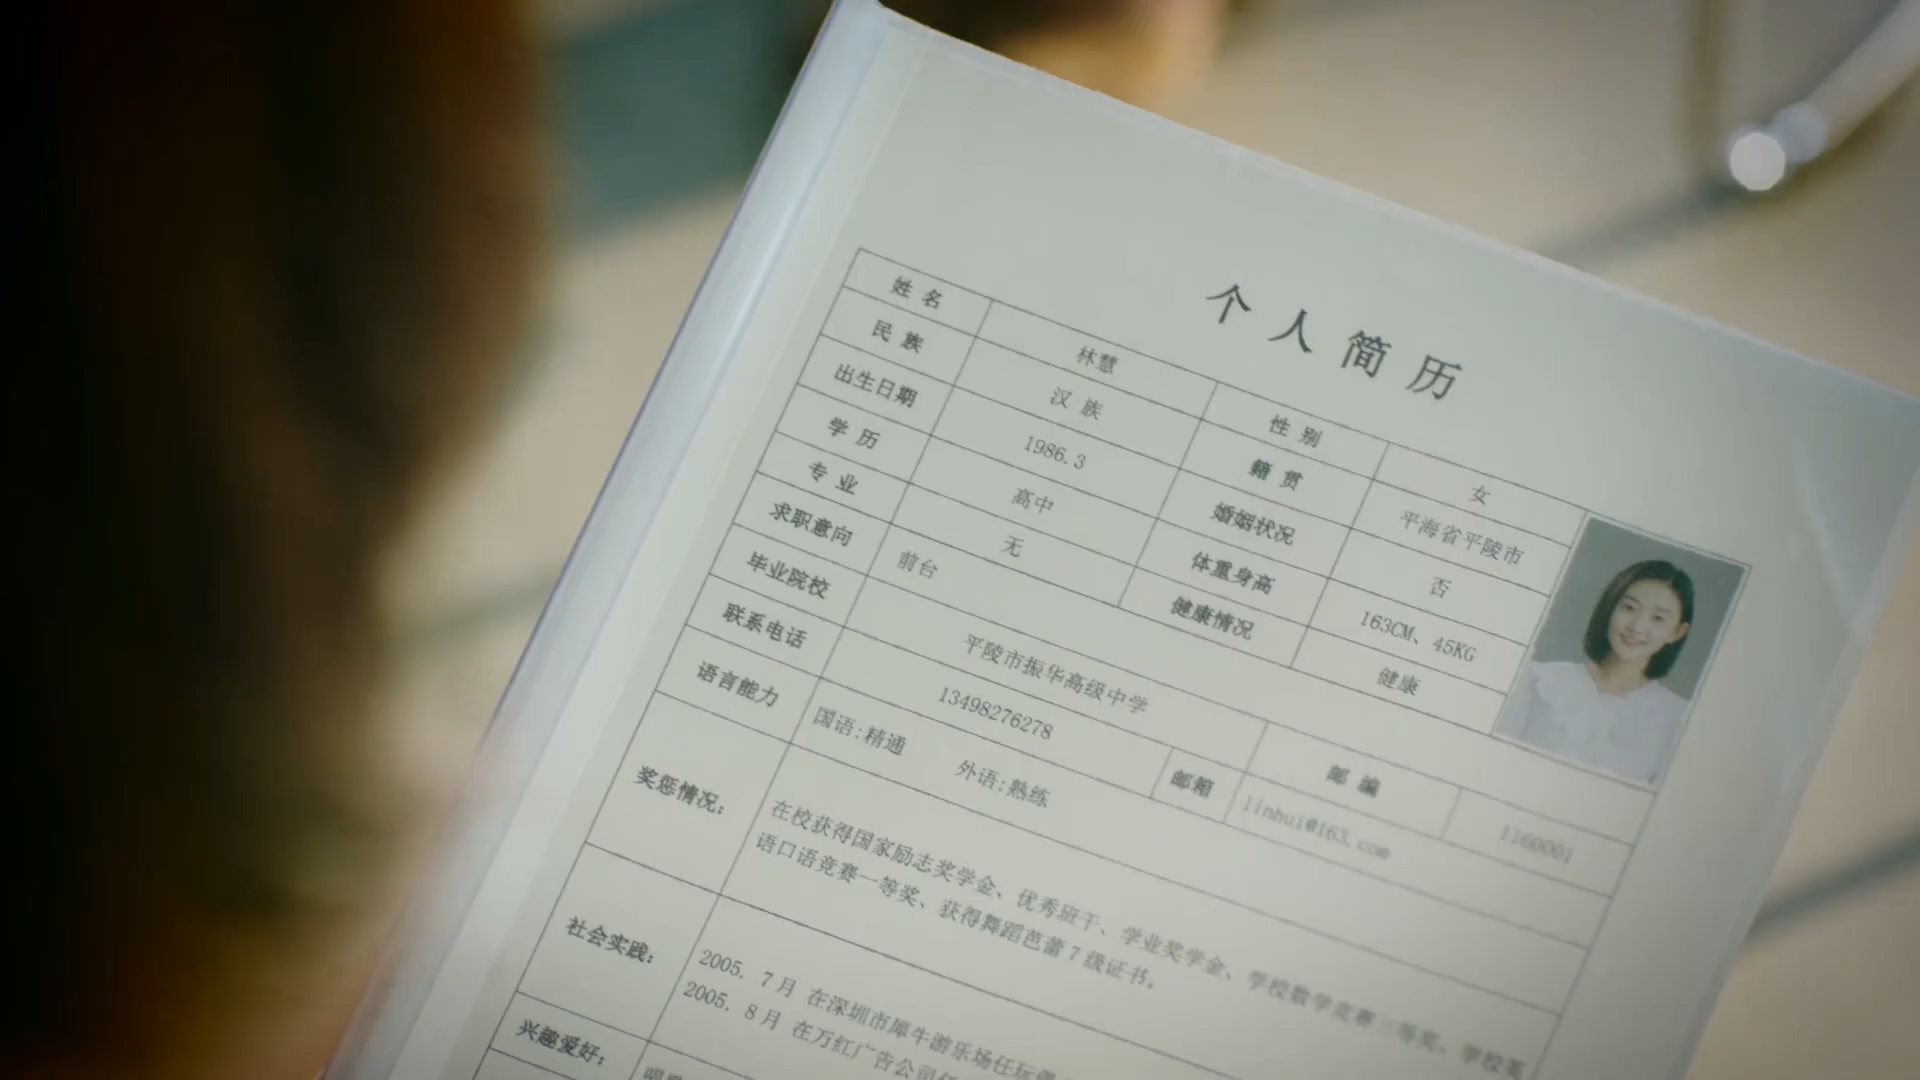 个人简历
姓名 林慧 性别 女
民族 汉族 籍贯 平海省平陵市
出生日期 1986.3 婚姻状况 否
学历 高中 体重身高 163CM、45KG
专业 无 健康情况 健康
求职意向 前台
毕业院校 平陵市振华高级中学 邮编 1160001
联系电话 13498276278 邮箱 linhui@163.com
语言能力 国语:精通 外语:熟练
奖惩情况: 在校获得国家励志奖学金、优秀班干、学业奖学金、学校数学竞赛三等奖、学校英
语口语竞赛一等奖、获得舞蹈芭蕾7级证书。
社会实践: 2005. 7月 在深圳市犀牛游乐场任玩偶
2005. 8月 在万红广告公司任
兴趣爱好: 唱